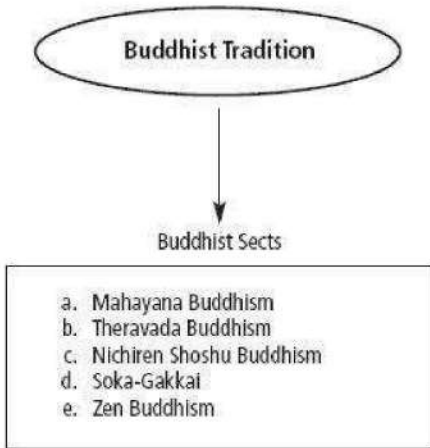 Buddhist Tradition
Buddhist Sects
a. Mahayana Buddhism
b. Theravada Buddhism
c. Nichiren Shoshu Buddhism
d. Soka-Gakkai
e. Zen Buddhism